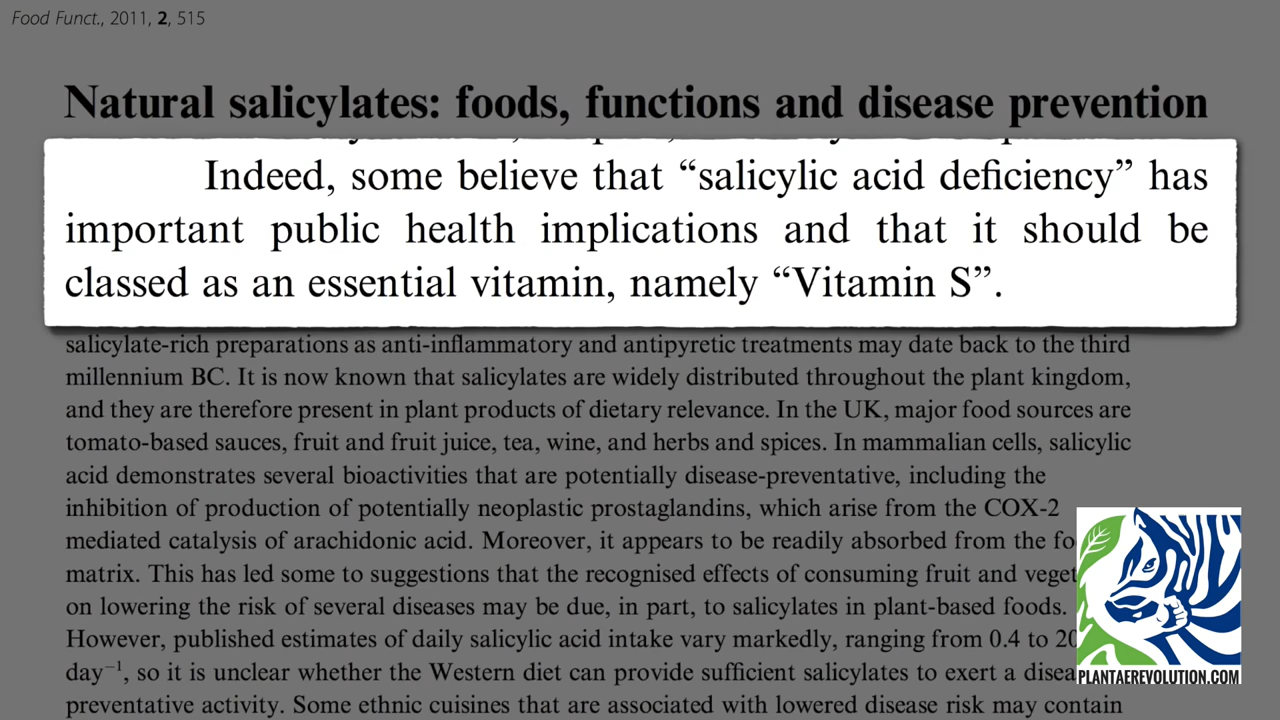 Food Funct., 2011, 2, 515
Natural salicylates: foods, functions and disease prevention
Indeed, some believe that “salicylic acid deficiency” has
important public health implications and that it should be
classed as an essential vitamin, namely “Vitamin S”.
salicylate-rich preparations as anti-inflammatory and antipyretic treatments may date back to the third
millennium BC. It is now known that salicylates are widely distributed throughout the plant kingdom,
and they are therefore present in plant products of dietary relevance. In the UK, major food sources are
tomato-based sauces, fruit and fruit juice, tea, wine, and herbs and spices. In mammalian cells, salicylic
acid demonstrates several bioactivities that are potentially disease-preventative, including the
inhibition of production of potentially neoplastic prostaglandins, which arise from the COX-2
mediated catalysis of arachidonic acid. Moreover, it appears to be readily absorbed from the
matrix. This has led some to suggestions that the recognised effects of consuming fruit and
on lowering the risk of several diseases may be due, in part, to salicylates in plant-based foods.
However, published estimates of daily salicylic acid intake vary markedly, ranging from 0.4 to
day⁻¹, so it is unclear whether the Western diet can provide sufficient salicylates to exert a
preventative activity. Some ethnic cuisines that are associated with lowered disease risk may contain
PLANTAEREVOLUTION.COM